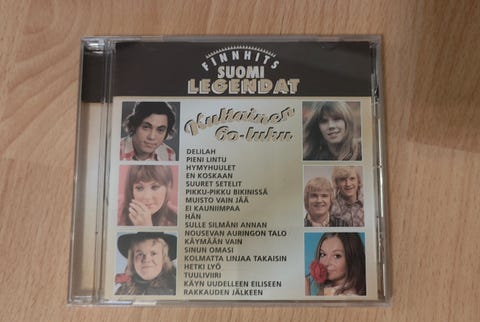 FINNHITS
SUOMI
LEGENDAT
Kultainen
60-luku
DELILAH
PIENI LINTU
HYMYHUULET
EN KOSKAAN
SUURET SETELIT
PIKKU-PIKKU BIKINISSÄ
MUISTO VAIN JÄÄ
EI KAUNIIMPAA
HÄN
SULLE SILMÄNI ANNAN
NOUSEVAN AURINGON TALO
KÄYMÄÄN VAIN
SINUN OMASI
KOLMATTA LINJAA TAKAISIN
HETKI LYÖ
TUULIVIIRI
KÄYN UUDELLEEN EILISEEN
RAKKAUDEN JÄLKEEN